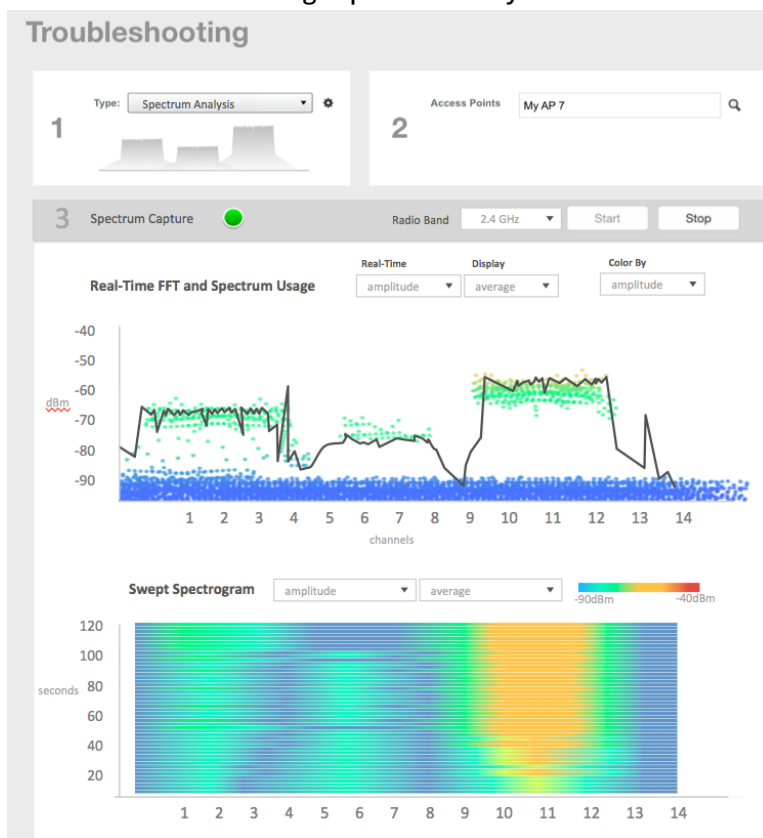 Troubleshooting
1 Type: Spectrum Analysis
2 Access Points My AP 7
3 Spectrum Capture Radio Band 2.4 GHz Start Stop
Real-Time Display Color By
Real-Time FFT and Spectrum Usage amplitude average amplitude
-40
-50
-60
dBm
-70
-80
-90
1 2 3 4 5 6 7 8 9 10 11 12 13 14
channels
Swept Spectrogram amplitude average
-90dBm -40dBm
120
100
seconds 80
60
40
20
1 2 3 4 5 6 7 8 9 10 11 12 13 14